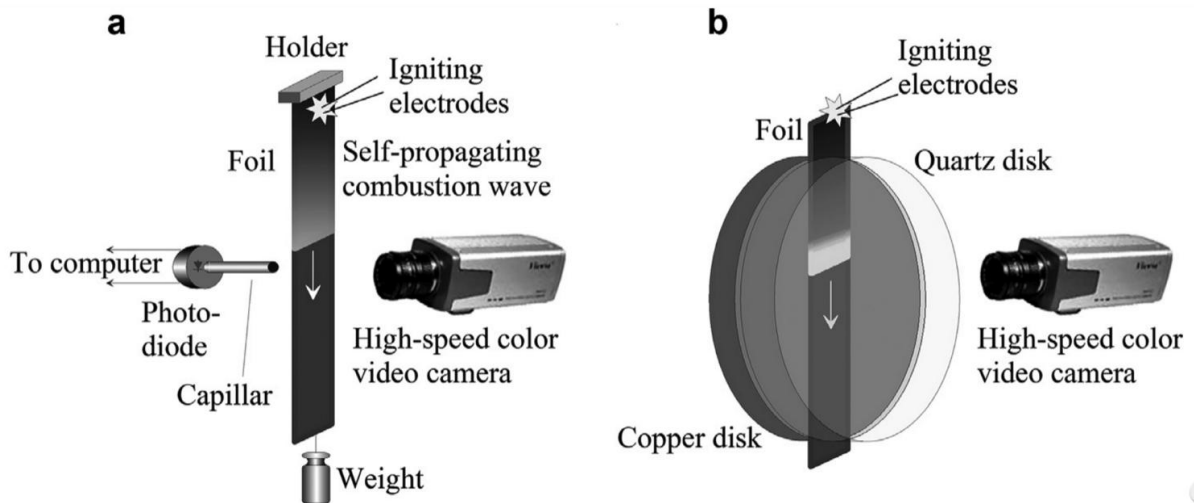 a
Holder
Igniting
electrodes
Foil
Self-propagating
combustion wave
To computer
Photo-
diode
Capillar
High-speed color
video camera
Weight
b
Igniting
electrodes
Foil
Quartz disk
Copper disk
High-speed color
video camera